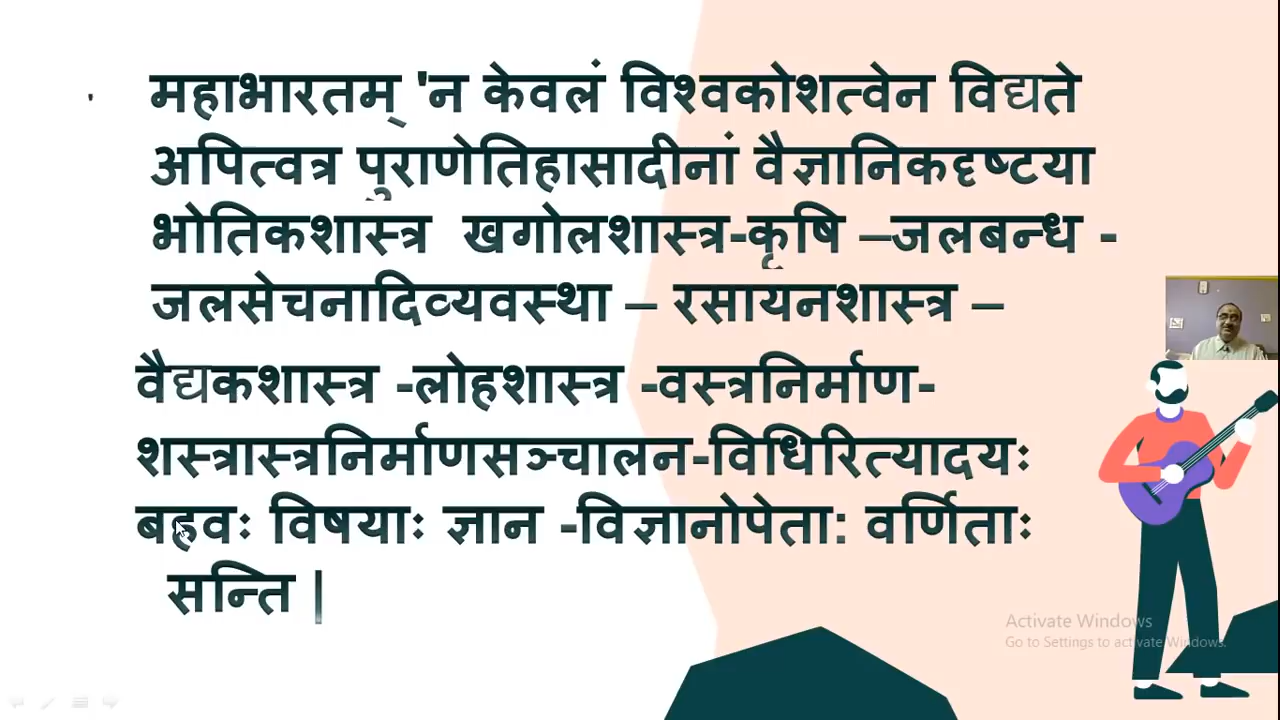 ' महाभारतम् 'न केवलं विश्वकोशत्वेन विद्यते
अपित्वत्र पुराणेतिहासादीनां वैज्ञानिकदृष्टया
भोतिकशास्त्र खगोलशास्त्र-कृषि –जलबन्ध -
जलसेचनादिव्यवस्था – रसायनशास्त्र –
वैद्यकशास्त्र -लोहशास्त्र -वस्त्रनिर्माण-
शस्त्रास्त्रनिर्माणसञ्चालन-विधिरित्यादयः
बहवः विषयाः ज्ञान -विज्ञानोपेता: वर्णिताः
सन्ति |
Activate Windows
Go to Settings to activate Windows.